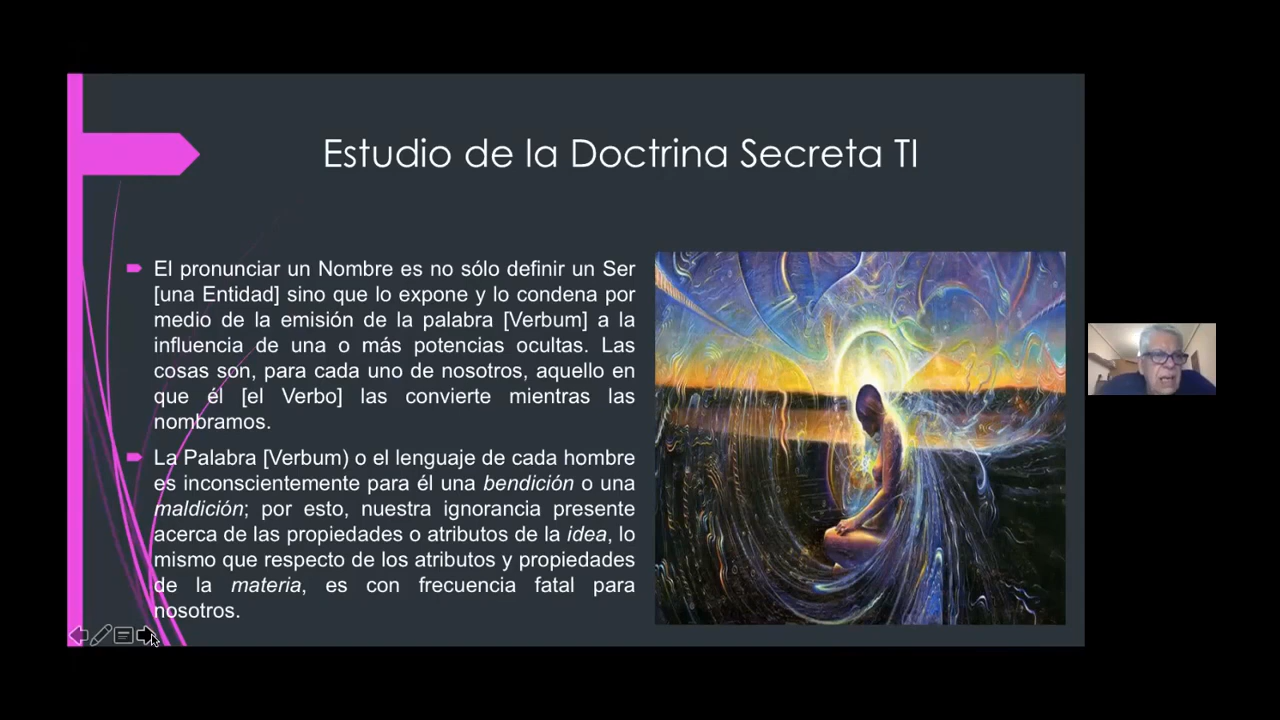 Estudio de la Doctrina Secreta TI
El pronunciar un Nombre es no sólo definir un Ser
[una Entidad] sino que lo expone y lo condena por
medio de la emisión de la palabra [Verbum] a la
influencia de una o más potencias ocultas. Las
cosas son, para cada uno de nosotros, aquello en
que él [el Verbo] las convierte mientras las
nombramos.
La Palabra [Verbum) o el lenguaje de cada hombre
es inconscientemente para él una bendición o una
maldición; por esto, nuestra ignorancia presente
acerca de las propiedades o atributos de la idea, lo
mismo que respecto de los atributos y propiedades
de la materia, es con frecuencia fatal para
nosotros.